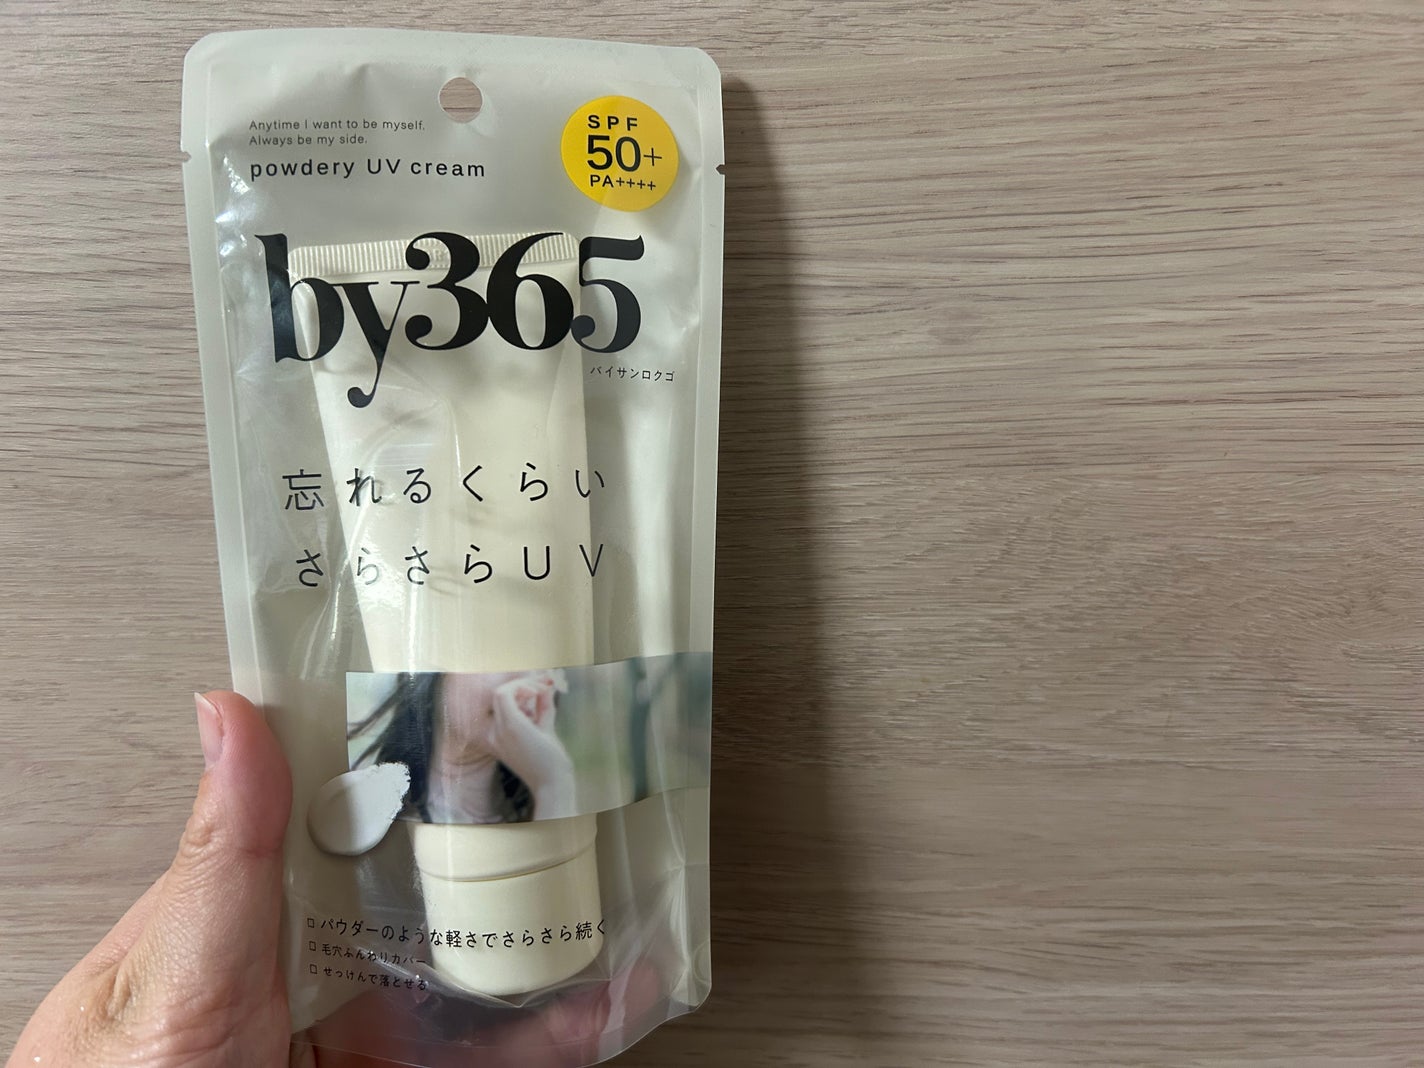 Anytime I want to be myself,
Always be my side.
powdery UV cream
SPF
50+
PA++++
by365
バイサンロクゴ
忘れるくらい
さらさらUV
パウダーのような軽さでさらさら続く
毛穴ふんわりカバー
せっけんで落とせる